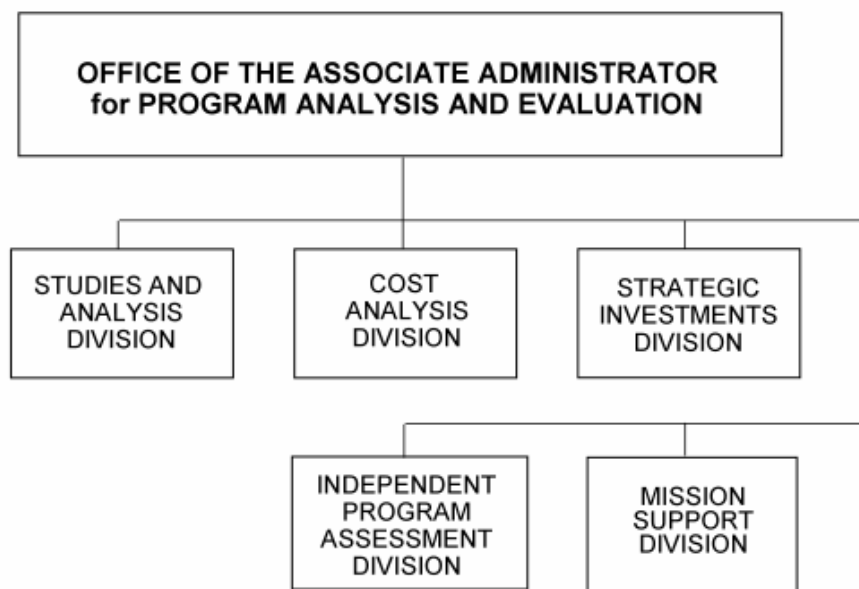 OFFICE OF THE ASSOCIATE ADMINISTRATOR
for PROGRAM ANALYSIS AND EVALUATION
STUDIES AND
ANALYSIS
DIVISION
COST
ANALYSIS
DIVISION
STRATEGIC
INVESTMENTS
DIVISION
INDEPENDENT
PROGRAM
ASSESSMENT
DIVISION
MISSION
SUPPORT
DIVISION